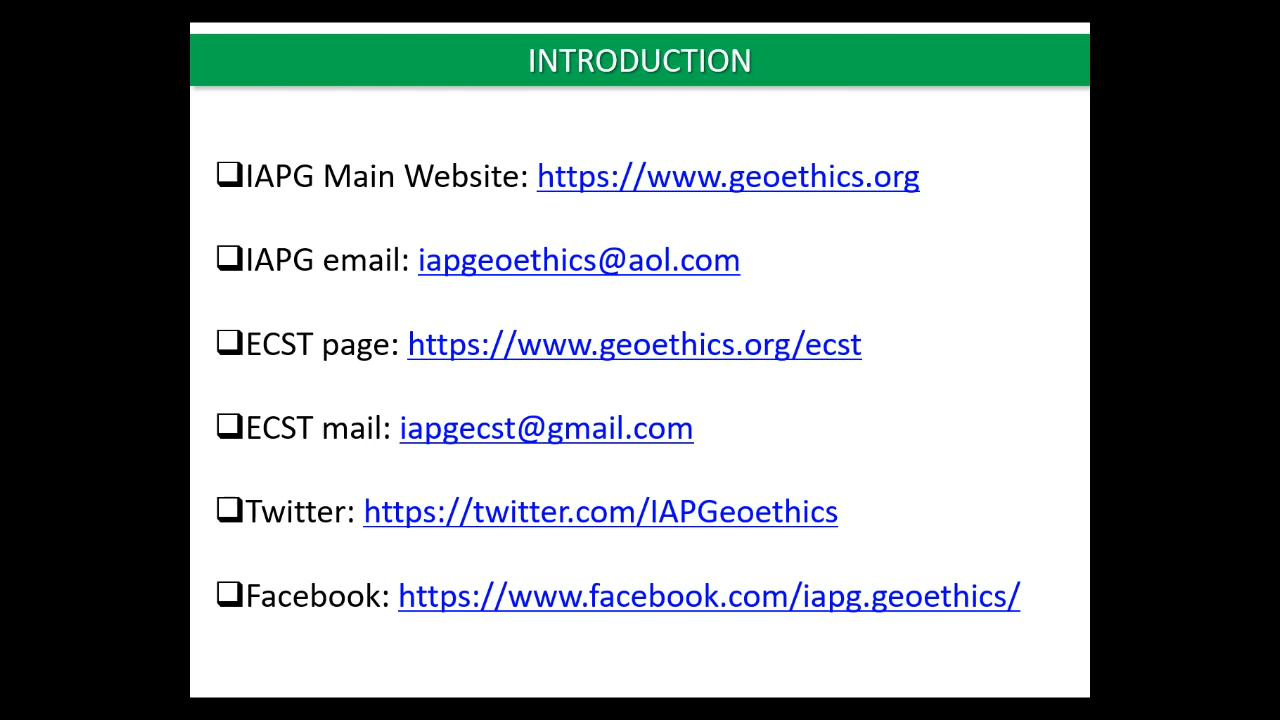 INTRODUCTION
❑IAPG Main Website: https://www.geoethics.org
❑IAPG email: iapgeoethics@aol.com
❑ECST page: https://www.geoethics.org/ecst
❑ECST mail: iapgecst@gmail.com
❑Twitter: https://twitter.com/IAPGeoethics
❑Facebook: https://www.facebook.com/iapg.geoethics/